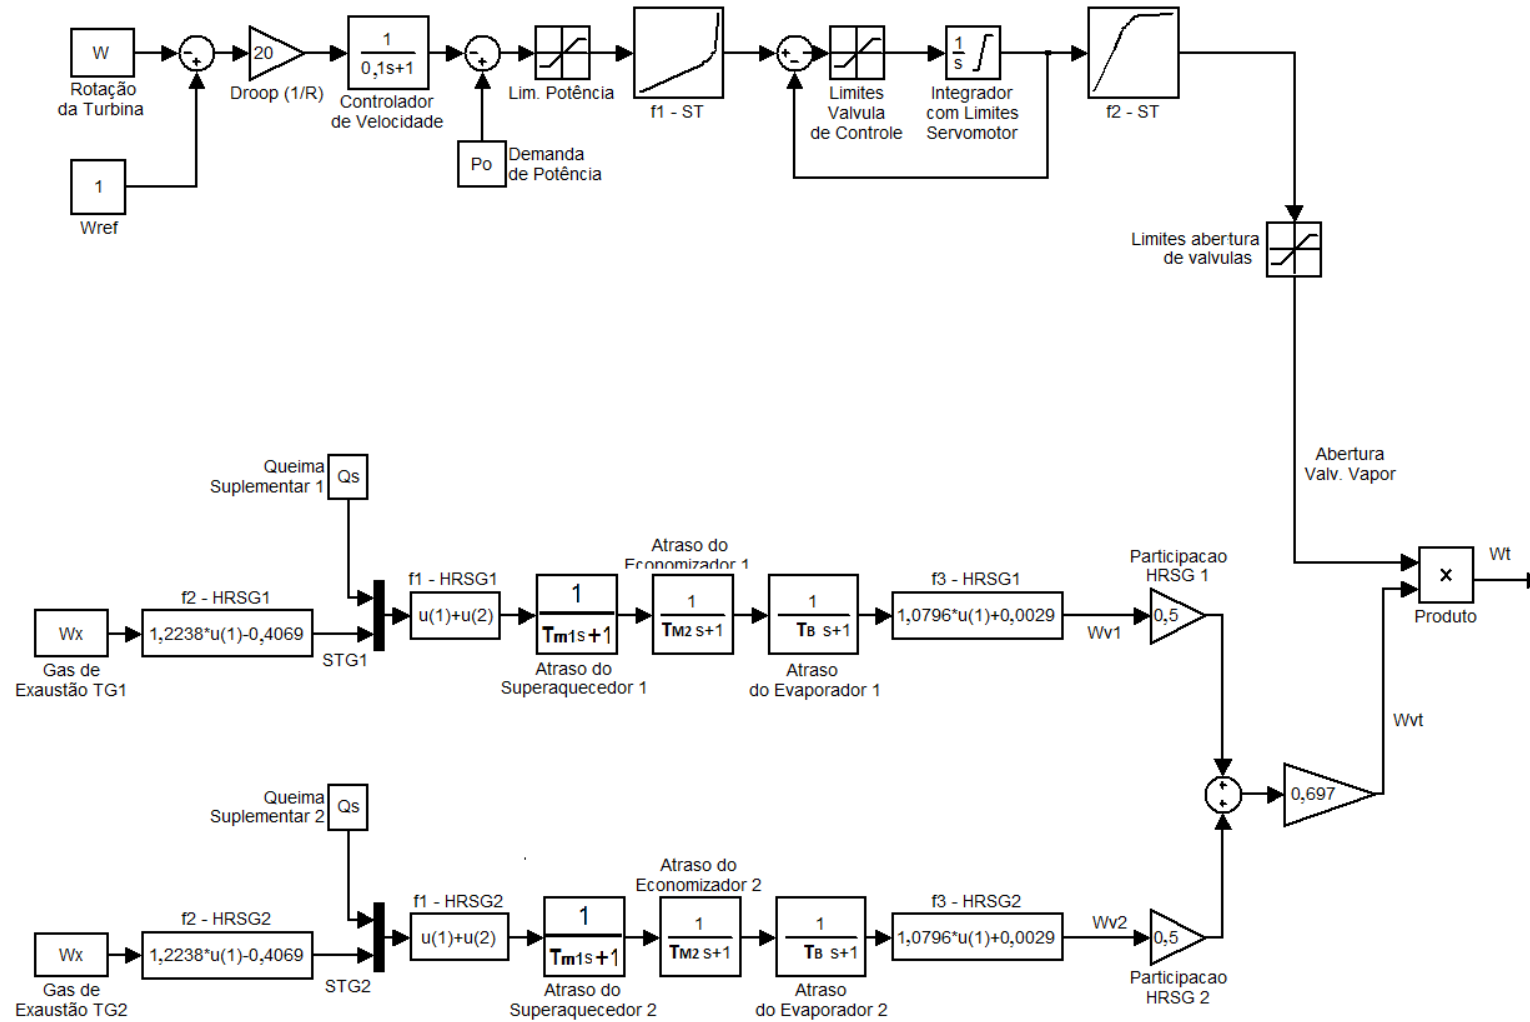 W
Rotação
da Turbina
20
Droop (1/R)
1
0,1s+1
Controlador
de Velocidade
Lim. Potência
f1 - ST
Limites
Valvula
de Controle
1
s
Integrador
com Limites
Servomotor
f2 - ST
1
Wref
Po
Demanda
de Potência
Limites abertura
de valvulas
Abertura
Valv. Vapor
Queima
Suplementar 1
Qs
Wx
Gas de
Exaustão TG1
f2 - HRSG1
1,2238*u(1)-0,4069
STG1
f1 - HRSG1
u(1)+u(2)
1
Tm1s+1
Atraso do
Superaquecedor 1
Atraso do
Economizador 1
1
TM2 s+1
1
TB s+1
Atraso
do Evaporador 1
f3 - HRSG1
1,0796*u(1)+0,0029
Wv1
Participacao
HRSG 1
0,5
×
Produto
Wt
Wvt
0,697
Queima
Suplementar 2
Qs
Wx
Gas de
Exaustão TG2
f2 - HRSG2
1,2238*u(1)-0,4069
STG2
f1 - HRSG2
u(1)+u(2)
1
Tm1s+1
Atraso do
Superaquecedor 2
Atraso do
Economizador 2
1
TM2 s+1
1
TB s+1
Atraso
do Evaporador 2
f3 - HRSG2
1,0796*u(1)+0,0029
Wv2
0,5
Participacao
HRSG 2